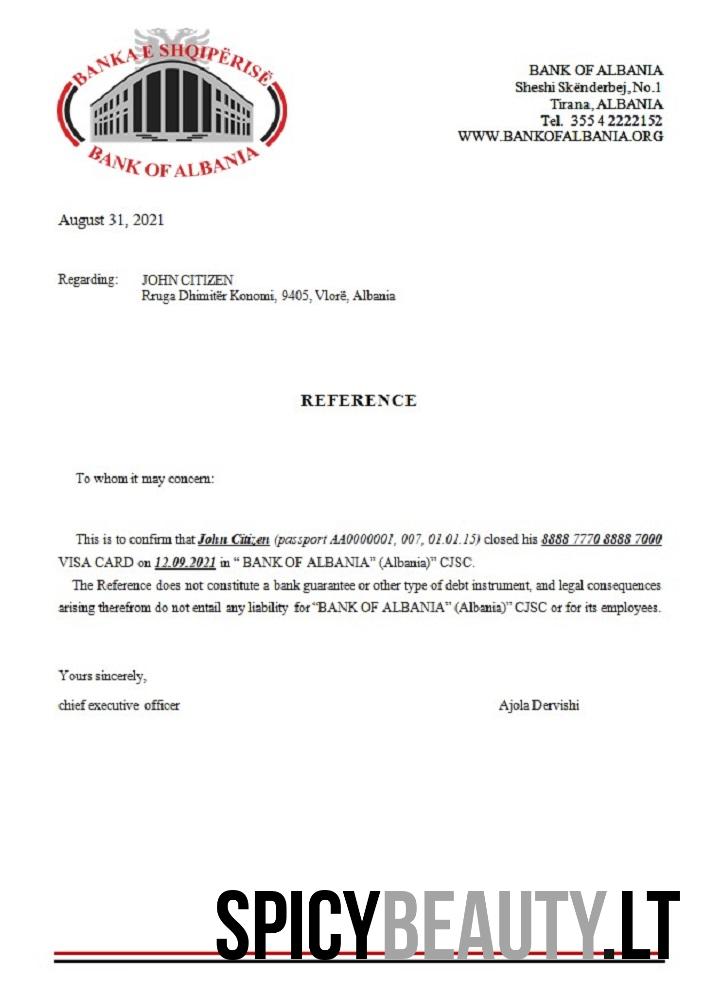 BANKA E SHQIPËRISË
BANK OF ALBANIA
BANK OF ALBANIA
Sheshi Skënderbej, No.1
Tirana, ALBANIA
Tel. 355 4 2222152
WWW.BANKOFALBANIA.ORG
August 31, 2021
Regarding: JOHN CITIZEN
Rruga Dhimitër Konomi, 9405, Vlorë, Albania
REFERENCE
To whom it may concern:
This is to confirm that John Citizen (passport AA0000001, 007, 01.01.15) closed his 8888 7770 8888 7000
VISA CARD on 12.09.2021 in “ BANK OF ALBANIA” (Albania)” CJSC.
The Reference does not constitute a bank guarantee or other type of debt instrument, and legal consequences
arising therefrom do not entail any liability for “BANK OF ALBANIA” (Albania)” CJSC or for its employees.
Yours sincerely,
chief executive officer Ajola Dervishi
SPICYBEAUTY.LT